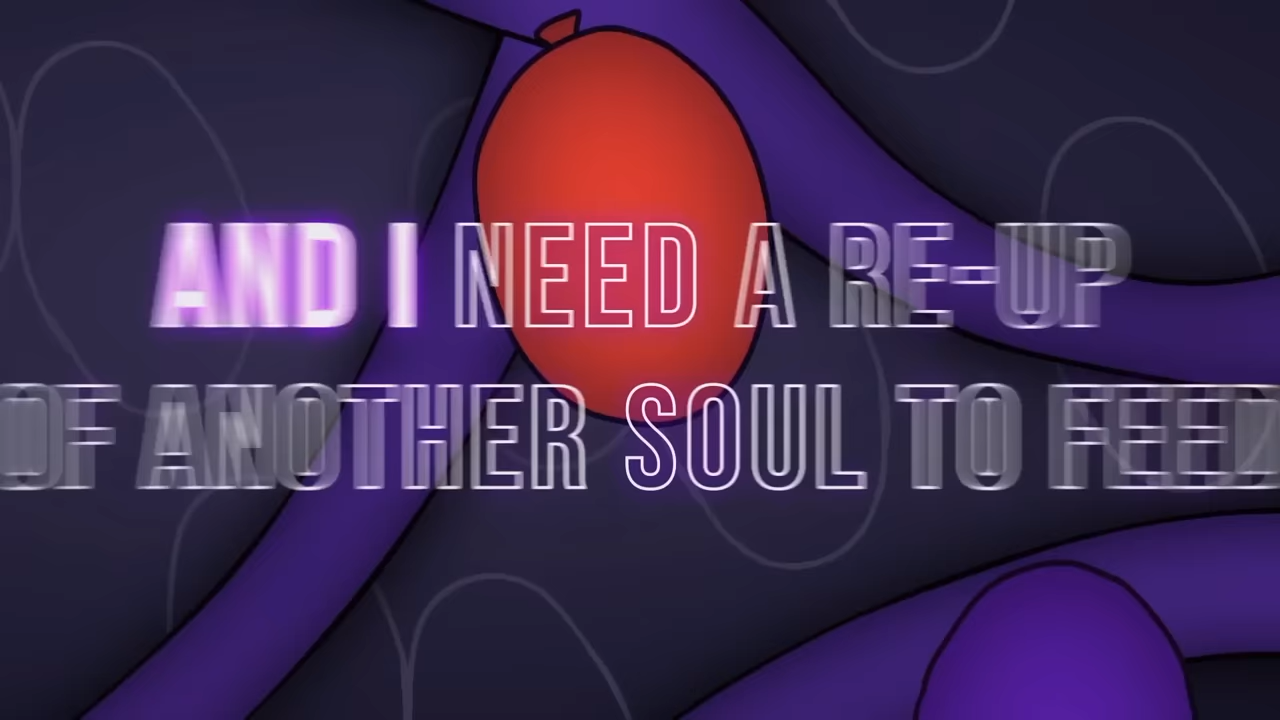 AND I NEED A RE-UP
OF ANOTHER SOUL TO FEED